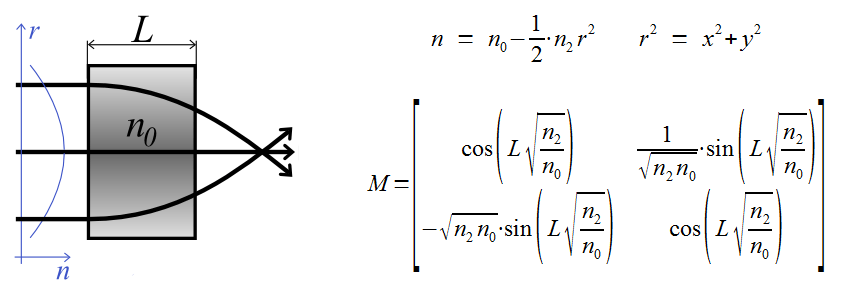 r
L
n₀
n
n = n₀ − 1/2 · n₂ r²    r² = x² + y²
M = [ cos( L √(n₂/n₀) )    1/√(n₂ n₀) · sin( L √(n₂/n₀) )
−√(n₂ n₀) · sin( L √(n₂/n₀) )    cos( L √(n₂/n₀) ) ]